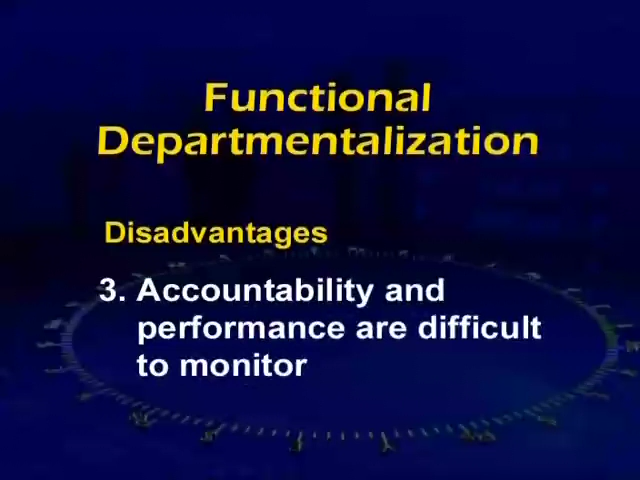 Functional
Departmentalization
Disadvantages
3. Accountability and
performance are difficult
to monitor